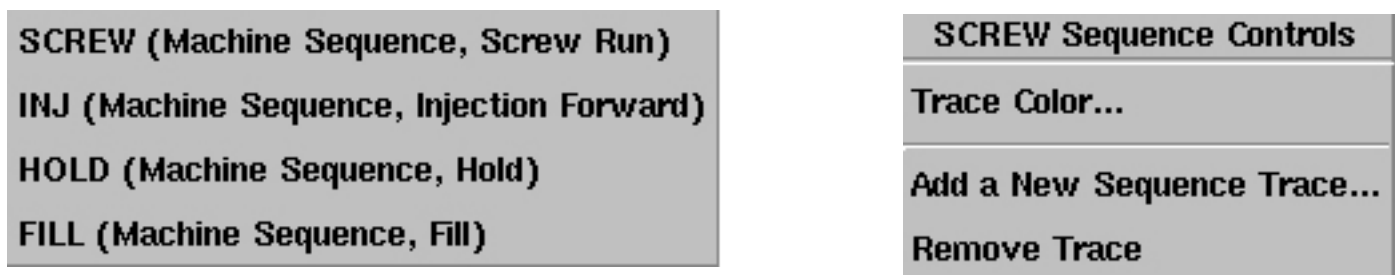 SCREW (Machine Sequence, Screw Run)
INJ (Machine Sequence, Injection Forward)
HOLD (Machine Sequence, Hold)
FILL (Machine Sequence, Fill)
SCREW Sequence Controls
Trace Color...
Add a New Sequence Trace...
Remove Trace